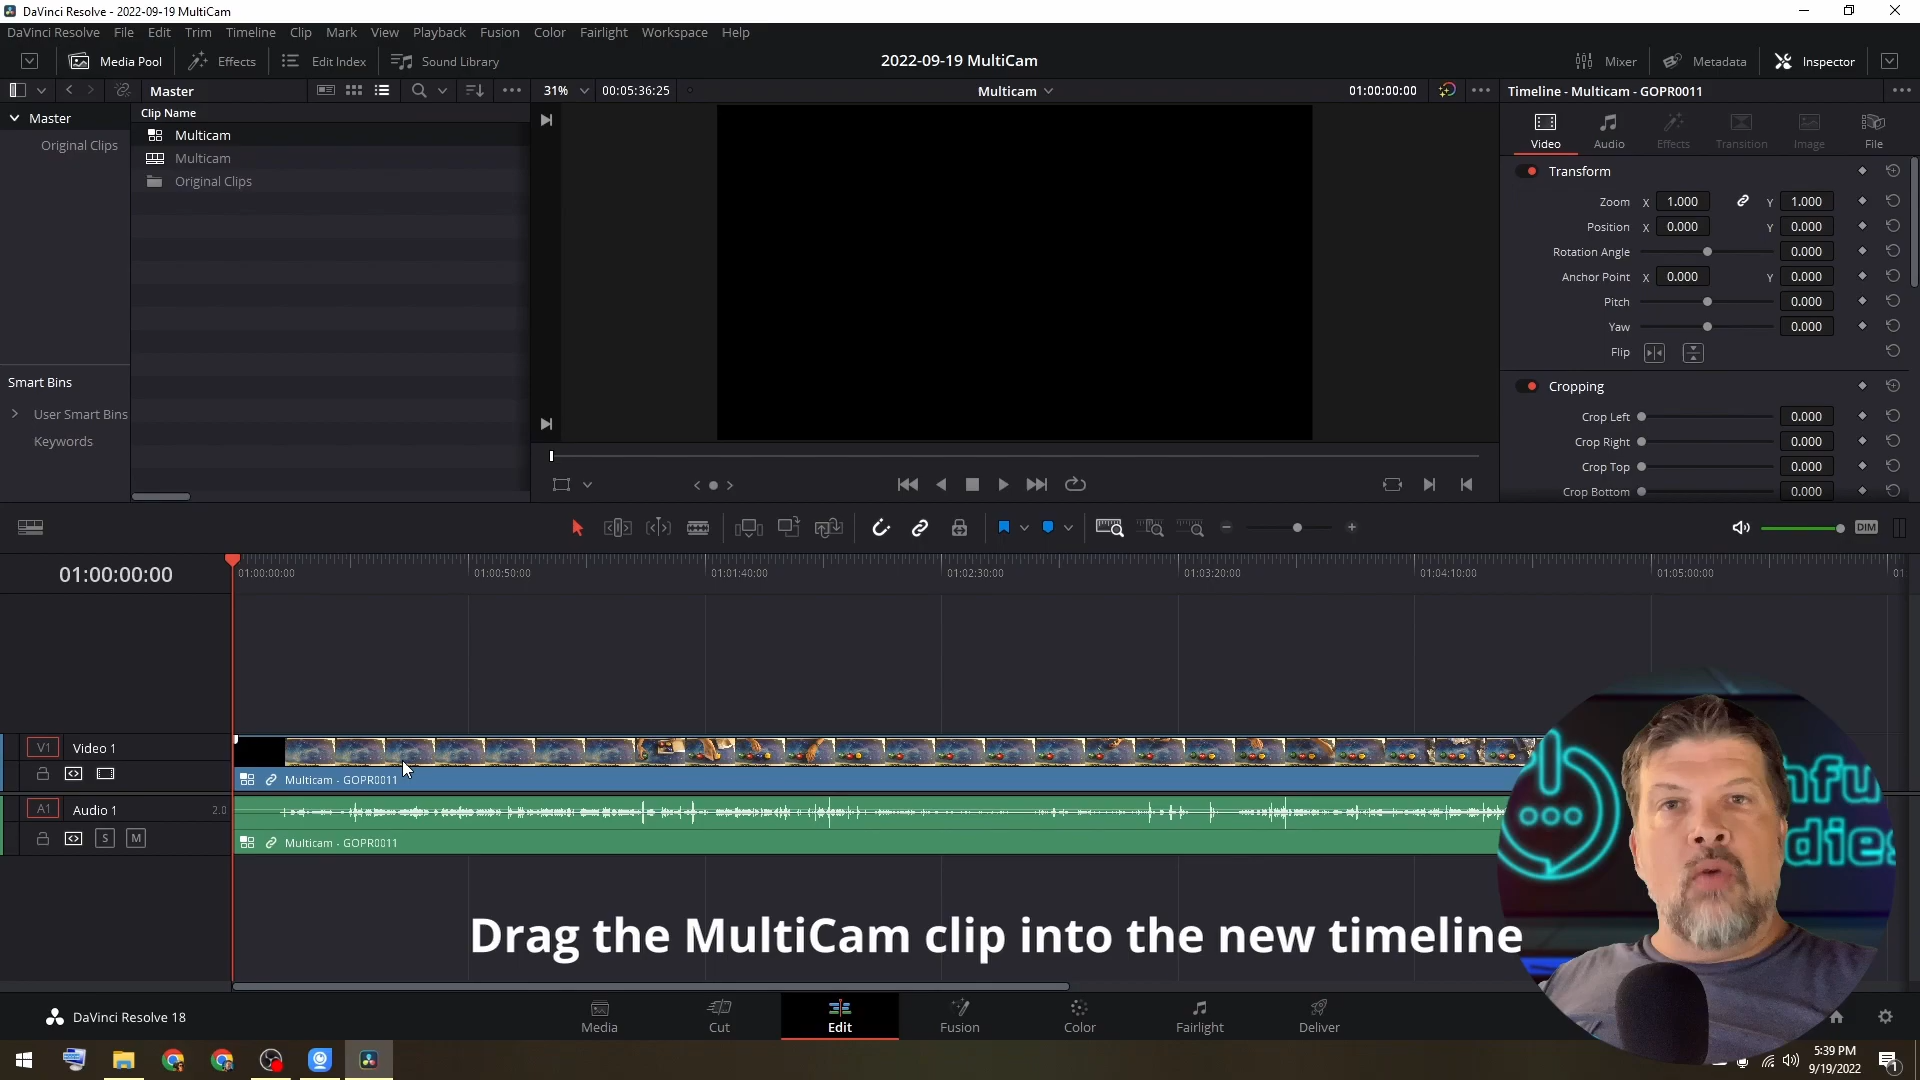 DaVinci Resolve - 2022-09-19 MultiCam
DaVinci Resolve File Edit Trim Timeline Clip Mark View Playback Fusion Color Fairlight Workspace Help
Media Pool Effects Edit Index Sound Library 2022-09-19 MultiCam Mixer Metadata Inspector
Master 31% 00:05:36:25 Multicam 01:00:00:00 Timeline - Multicam - GOPR0011
Master
Original Clips
Smart Bins
User Smart Bins
Keywords
Clip Name
Multicam
Multicam
Original Clips
Video Audio Effects Transition Image File
Transform
Zoom X 1.000 Y 1.000
Position X 0.000 Y 0.000
Rotation Angle 0.000
Anchor Point X 0.000 Y 0.000
Pitch 0.000
Yaw 0.000
Flip
Cropping
Crop Left 0.000
Crop Right 0.000
Crop Top 0.000
Crop Bottom 0.000
DIM
01:00:00:00 01:00:00:00 01:00:50:00 01:01:40:00 01:02:30:00 01:03:20:00 01:04:10:00 01:05:00:00 01
V1 Video 1
Multicam - GOPR0011
A1 Audio 1 2.0
S M
Multicam - GOPR0011
nfu
dies
Drag the MultiCam clip into the new timeline
DaVinci Resolve 18 Media Cut Edit Fusion Color Fairlight Deliver
5:39 PM
9/19/2022
1